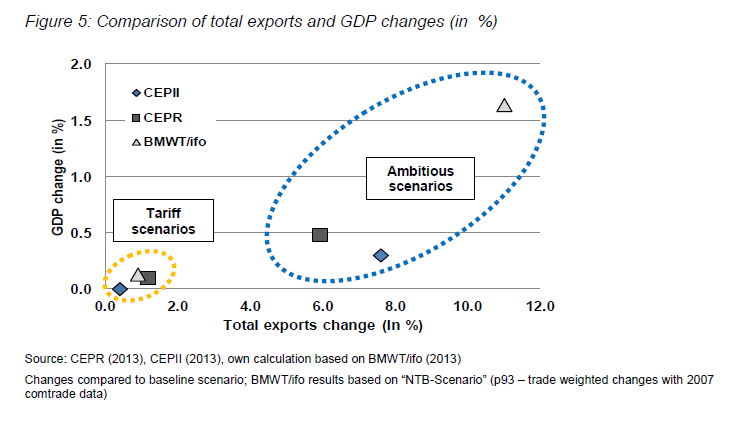 Figure 5: Comparison of total exports and GDP changes (in %)
2.0
CEPII
CEPR
BMWT/ifo
1.5
GDP change (in %)
1.0
Ambitious
scenarios
Tariff
scenarios
0.5
0.0
0.0 2.0 4.0 6.0 8.0 10.0 12.0
Total exports change (In %)
Source: CEPR (2013), CEPII (2013), own calculation based on BMWT/ifo (2013)
Changes compared to baseline scenario; BMWT/ifo results based on “NTB-Scenario” (p93 – trade weighted changes with 2007
comtrade data)